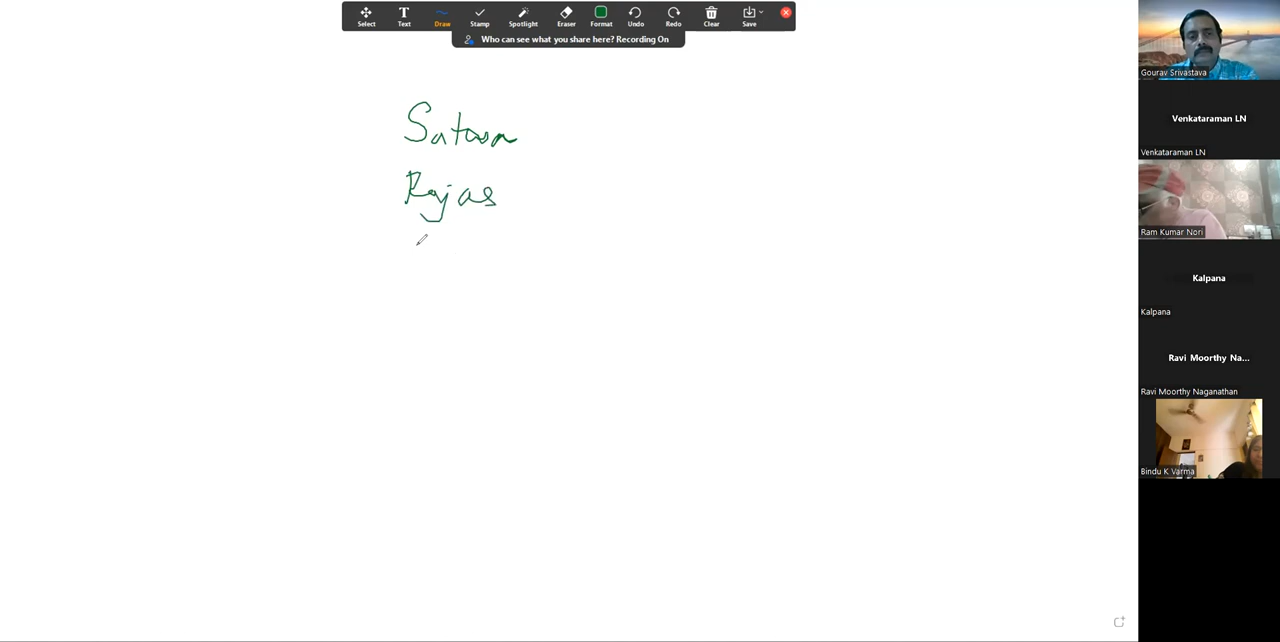 Select Text Draw Stamp Spotlight Eraser Format Undo Redo Clear Save
Who can see what you share here? Recording On
Satwa
Rajas
Gourav Srivastava
Venkataraman LN
Venkataraman LN
Ram Kumar Nori
Kalpana
Kalpana
Ravi Moorthy Na...
Ravi Moorthy Naganathan
Bindu K Varma